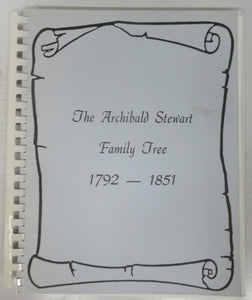 The Archibald Stewart
Family Tree
1792 — 1851